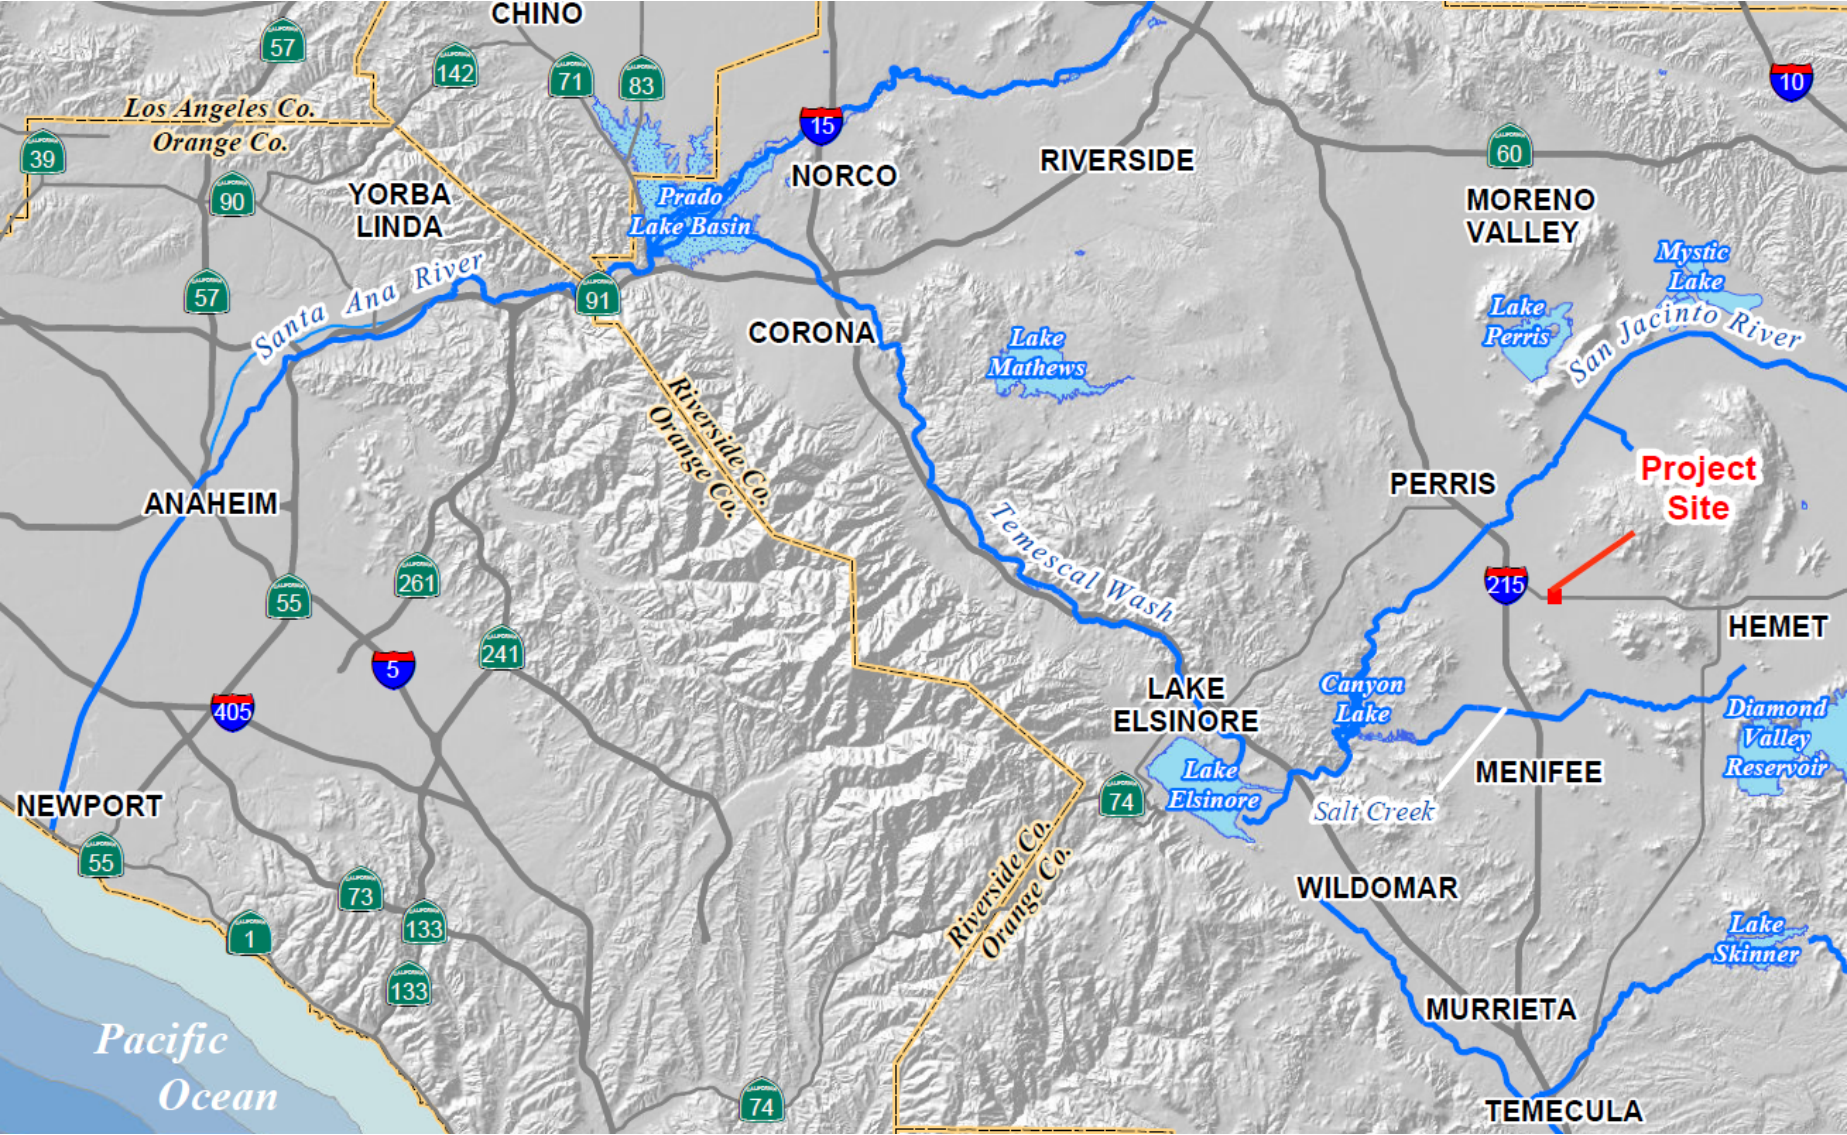 CHINO
57
142
71
83
10
Los Angeles Co.
Orange Co.
15
39
60
RIVERSIDE
NORCO
90
YORBA
LINDA
Prado
Lake Basin
MORENO
VALLEY
Mystic
Lake
Santa Ana River
57
91
Lake
Perris
San Jacinto River
CORONA
Lake
Mathews
Riverside Co.
Orange Co.
Project
Site
PERRIS
ANAHEIM
Temescal Wash
261
55
215
HEMET
241
5
405
LAKE
ELSINORE
Canyon
Lake
Diamond
Valley
Reservoir
Lake
Elsinore
MENIFEE
Salt Creek
NEWPORT
74
55
Riverside Co.
Orange Co.
WILDOMAR
73
133
1
Lake
Skinner
133
MURRIETA
Pacific
Ocean
74
TEMECULA